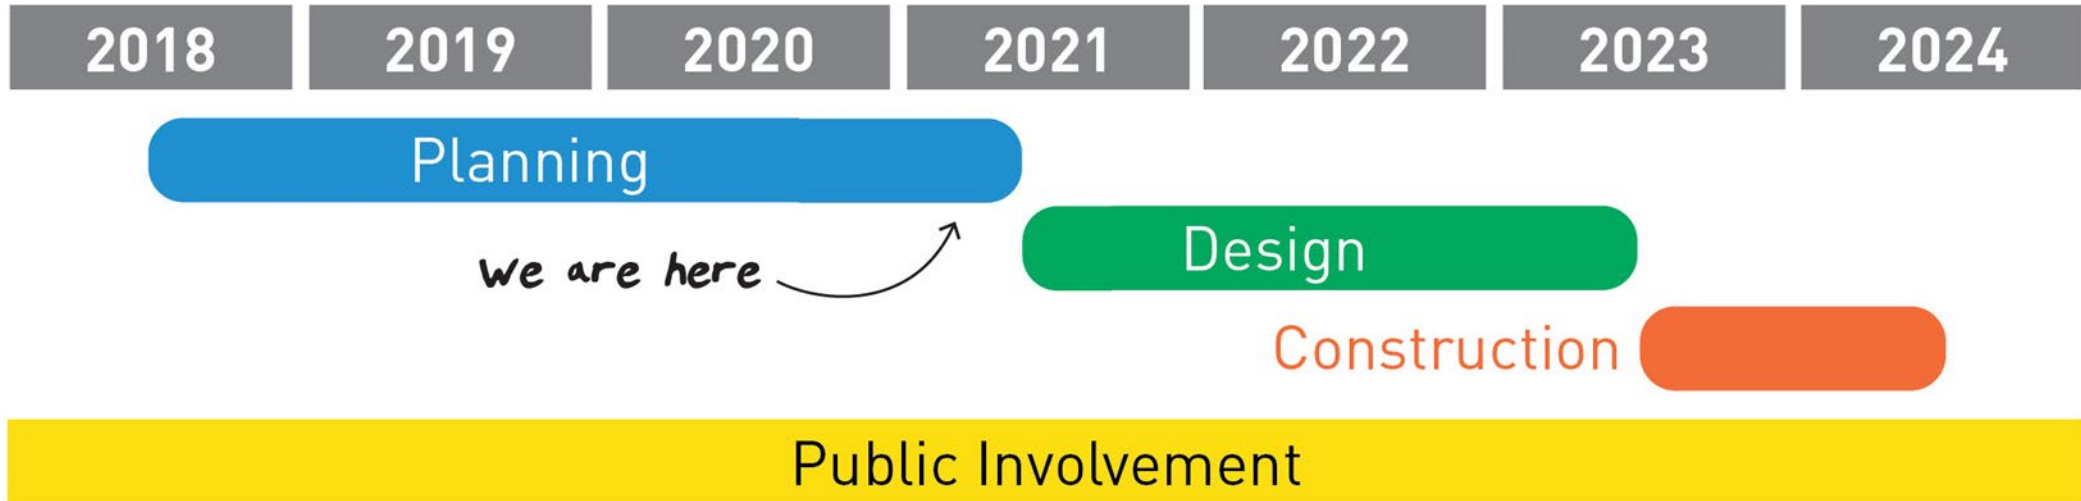 2018 2019 2020 2021 2022 2023 2024
Planning
Design
we are here
Construction
Public Involvement